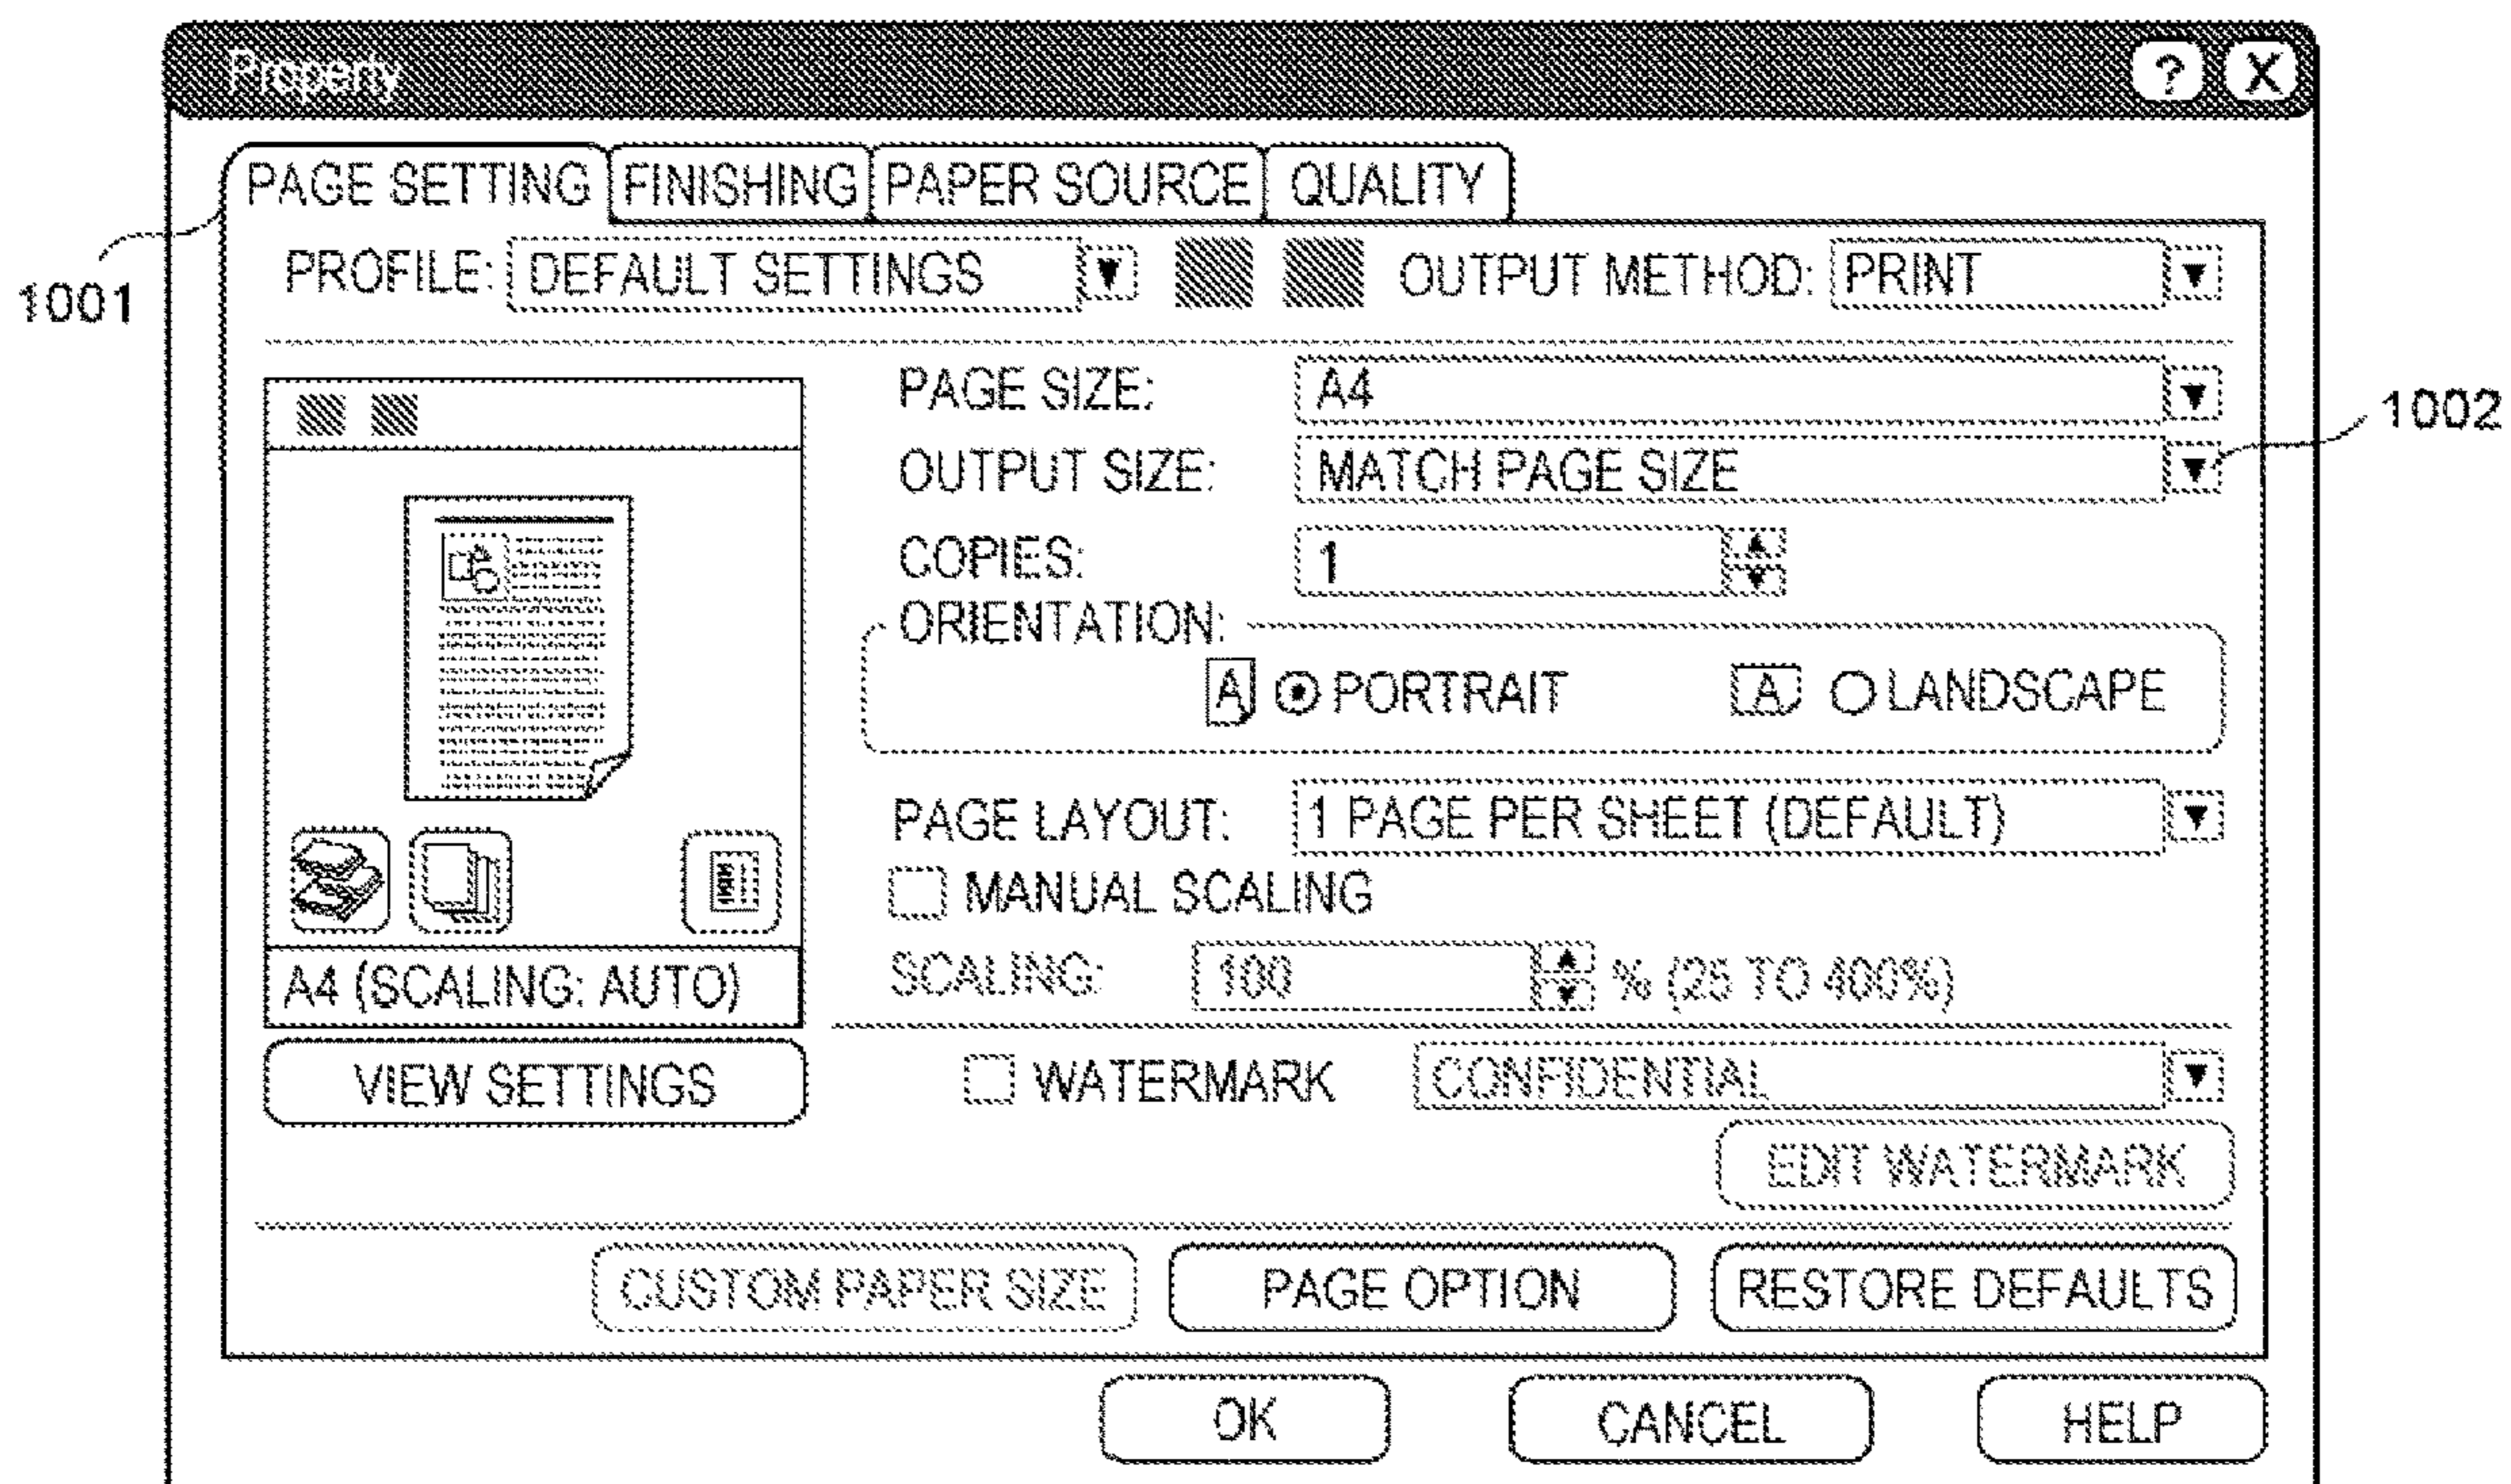 Property ? X
PAGE SETTING FINISHING PAPER SOURCE QUALITY
1001
PROFILE: DEFAULT SETTINGS OUTPUT METHOD: PRINT
PAGE SIZE: A4
1002
OUTPUT SIZE: MATCH PAGE SIZE
COPIES: 1
ORIENTATION:
A PORTRAIT A LANDSCAPE
PAGE LAYOUT: 1 PAGE PER SHEET (DEFAULT)
MANUAL SCALING
A4 (SCALING: AUTO)
SCALING: 100 % (25 TO 400%)
VIEW SETTINGS
WATERMARK CONFIDENTIAL
EDIT WATERMARK
CUSTOM PAPER SIZE PAGE OPTION RESTORE DEFAULTS
OK CANCEL HELP